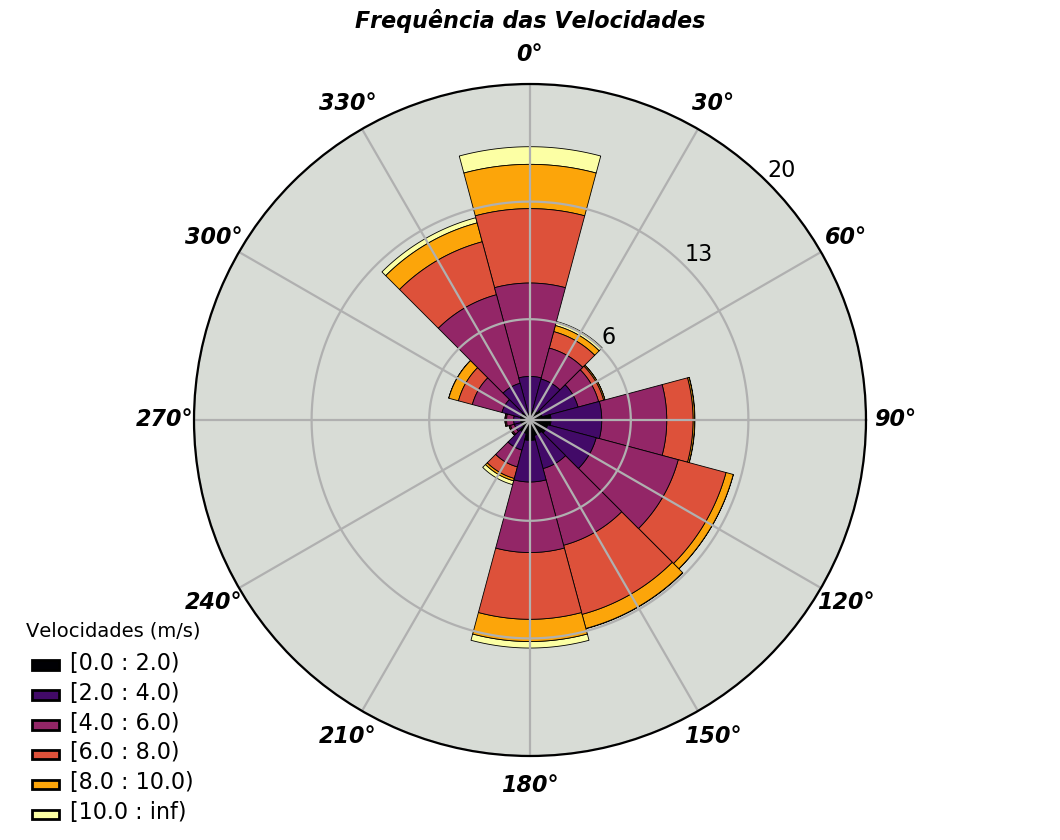 Frequência das Velocidades
0°
330°
30°
20
300°
60°
13
6
270°
90°
240°
120°
210°
150°
180°
Velocidades (m/s)
[0.0 : 2.0)
[2.0 : 4.0)
[4.0 : 6.0)
[6.0 : 8.0)
[8.0 : 10.0)
[10.0 : inf)